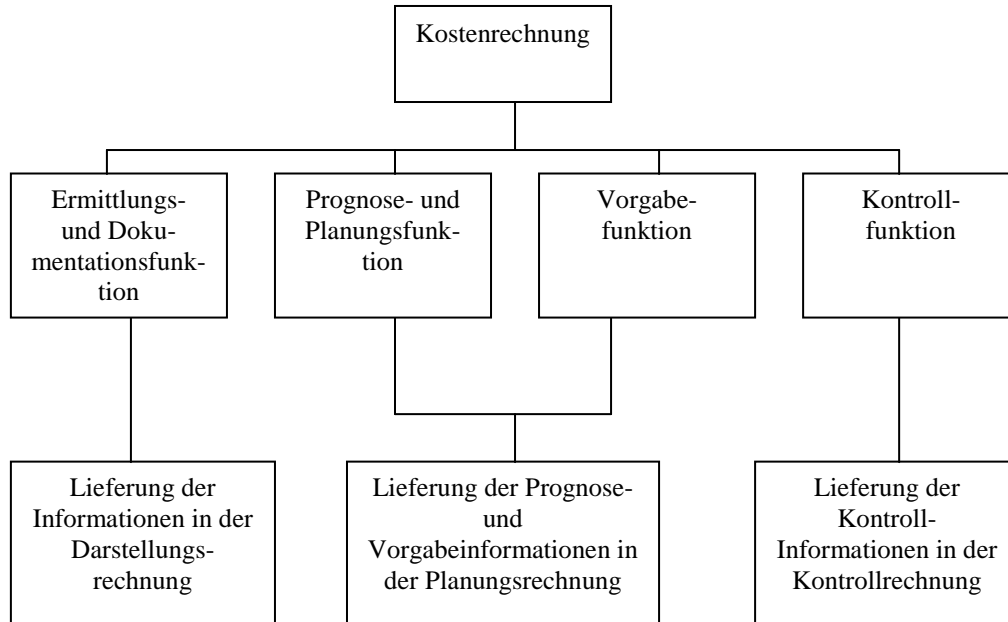 Kostenrechnung
Ermittlungs-
und Doku-
mentationsfunk-
tion
Prognose- und
Planungsfunk-
tion
Vorgabe-
funktion
Kontroll-
funktion
Lieferung der
Informationen in der
Darstellungs-
rechnung
Lieferung der Prognose-
und
Vorgabeinformationen in
der Planungsrechnung
Lieferung der
Kontroll-
Informationen in der
Kontrollrechnung